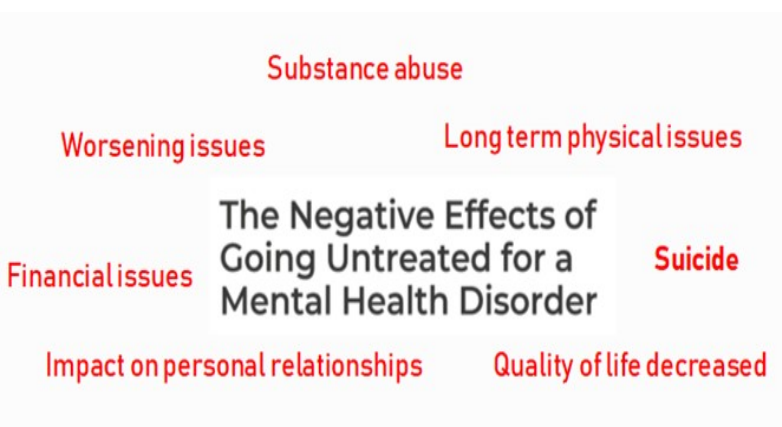 Substance abuse
Worsening issues
Long term physical issues
The Negative Effects of
Going Untreated for a
Mental Health Disorder
Financial issues
Suicide
Impact on personal relationships
Quality of life decreased